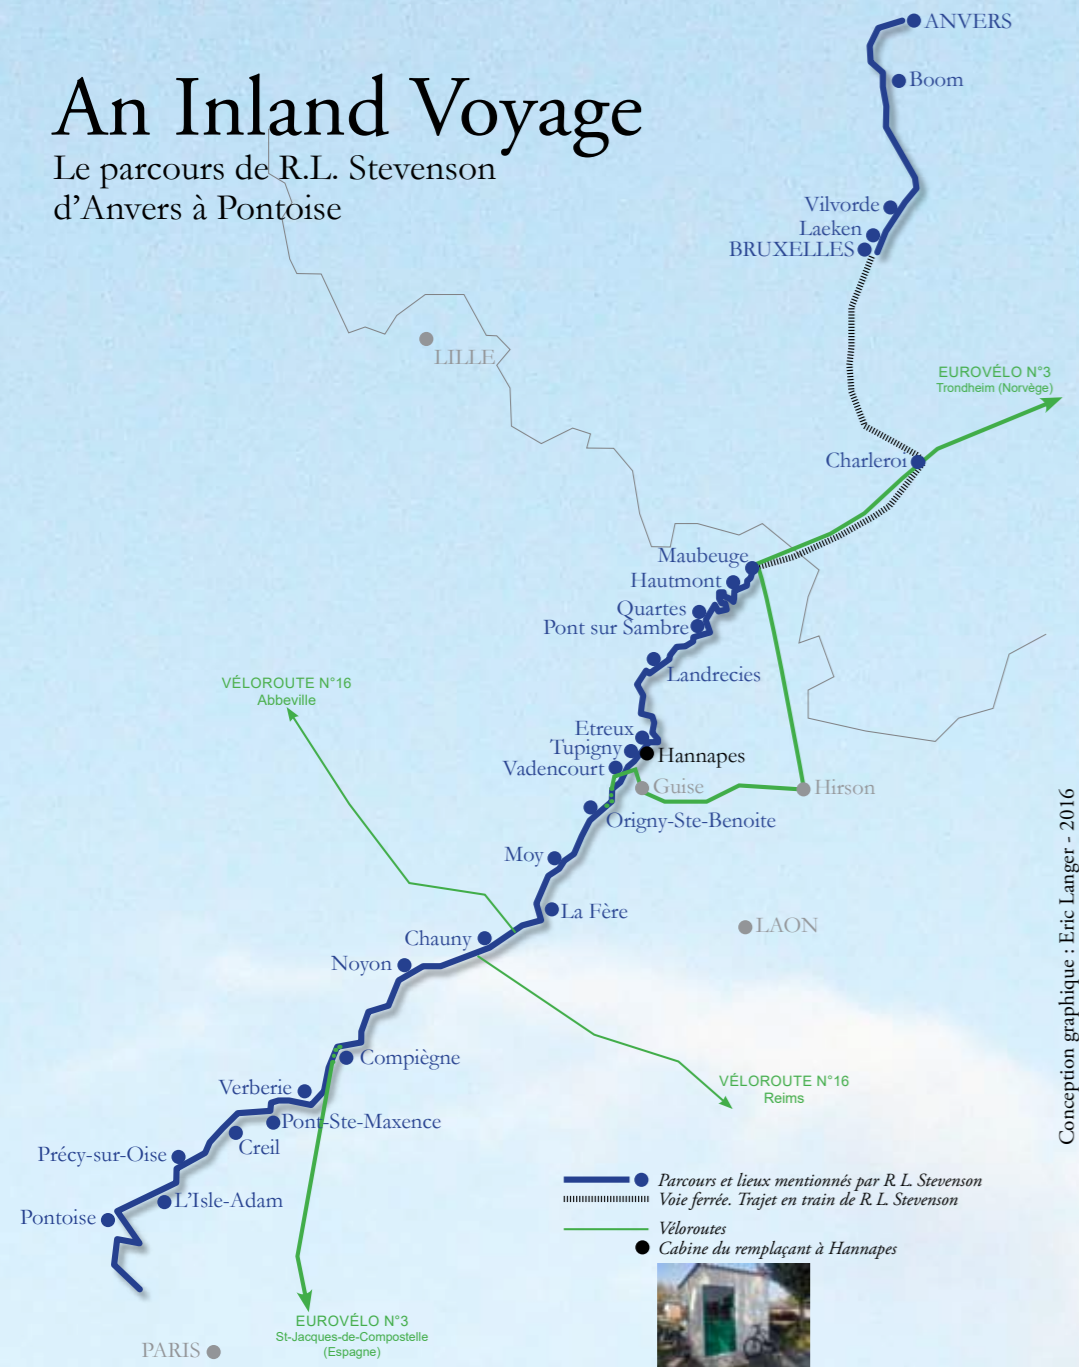 An Inland Voyage
Le parcours de R.L. Stevenson
d'Anvers à Pontoise
ANVERS
Boom
Vilvorde
Laeken
BRUXELLES
LILLE
EUROVÉLO N°3
Trondheim (Norvège)
Charleroi
Maubeuge
Hautmont
Quartes
Pont sur Sambre
Landrecies
VÉLOROUTE N°16
Abbeville
Etreux
Tupigny
Hannapes
Vadencourt
Guise
Hirson
Origny-Ste-Benoite
Moy
La Fère
LAON
Chauny
Noyon
Compiègne
VÉLOROUTE N°16
Reims
Verberie
Pont-Ste-Maxence
Creil
Précy-sur-Oise
L'Isle-Adam
Pontoise
Parcours et lieux mentionnés par R L. Stevenson
Voie ferrée. Trajet en train de R L. Stevenson
Véloroutes
Cabine du remplaçant à Hannapes
EUROVÉLO N°3
St-Jacques-de-Compostelle
(Espagne)
PARIS
Conception graphique : Eric Langer - 2016